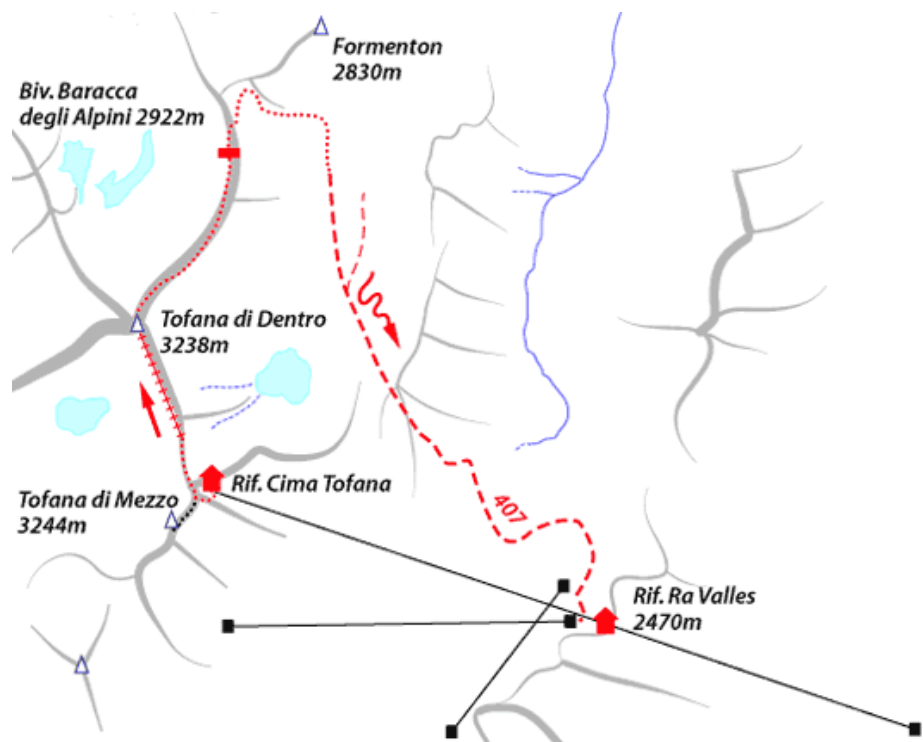 Formenton
2830m
Biv. Baracca
degli Alpini 2922m
Tofana di Dentro
3238m
Rif. Cima Tofana
Tofana di Mezzo
3244m
407
Rif. Ra Valles
2470m